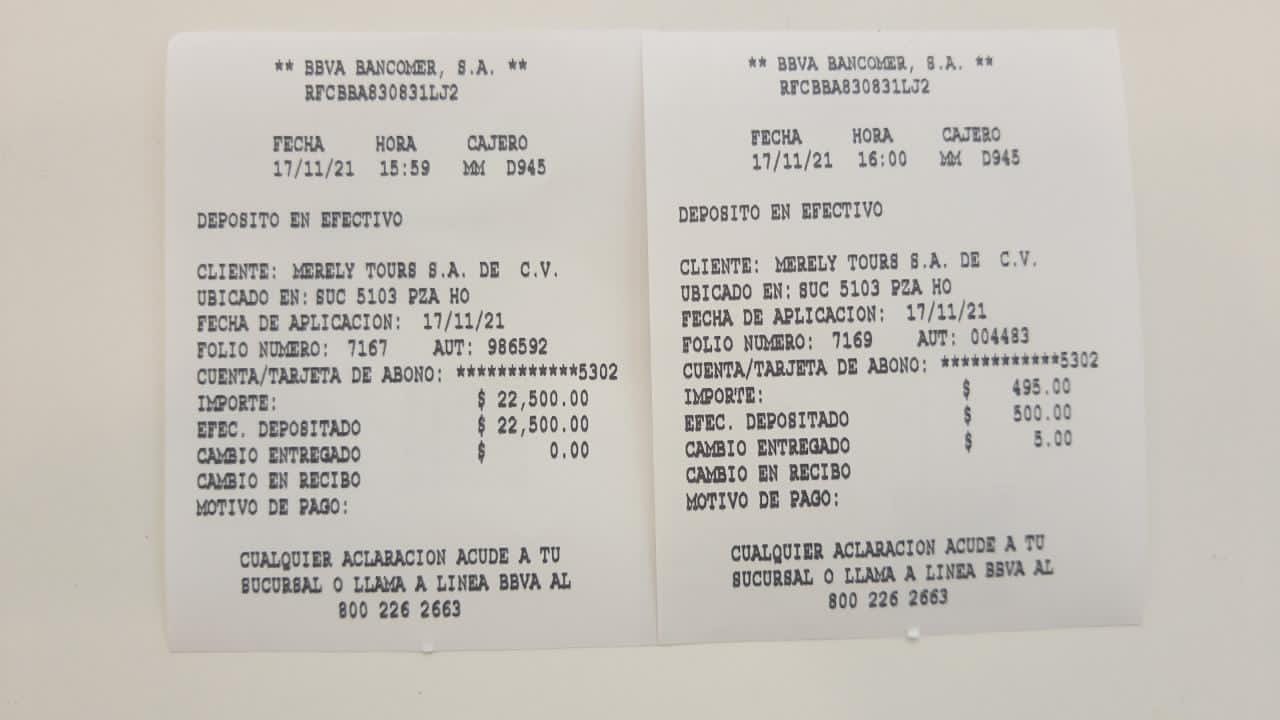 ** BBVA BANCOMER, S.A. **
RFCBBA830831LJ2
FECHA HORA CAJERO
17/11/21 15:59 MM D945
DEPOSITO EN EFECTIVO
CLIENTE: MERELY TOURS S.A. DE C.V.
UBICADO EN: SUC 5103 PZA HO
FECHA DE APLICACION: 17/11/21
FOLIO NUMERO: 7167 AUT: 986592
CUENTA/TARJETA DE ABONO: ************5302
IMPORTE: $ 22,500.00
EFEC. DEPOSITADO $ 22,500.00
CAMBIO ENTREGADO $ 0.00
CAMBIO EN RECIBO
MOTIVO DE PAGO:
CUALQUIER ACLARACION ACUDE A TU
SUCURSAL O LLAMA A LINEA BBVA AL
800 226 2663
** BBVA BANCOMER, S.A. **
RFCBBA830831LJ2
FECHA HORA CAJERO
17/11/21 16:00 MM D945
DEPOSITO EN EFECTIVO
CLIENTE: MERELY TOURS S.A. DE C.V.
UBICADO EN: SUC 5103 PZA HO
FECHA DE APLICACION: 17/11/21
FOLIO NUMERO: 7169 AUT: 004483
CUENTA/TARJETA DE ABONO: ************5302
IMPORTE: $ 495.00
EFEC. DEPOSITADO $ 500.00
CAMBIO ENTREGADO $ 5.00
CAMBIO EN RECIBO
MOTIVO DE PAGO:
CUALQUIER ACLARACION ACUDE A TU
SUCURSAL O LLAMA A LINEA BBVA AL
800 226 2663